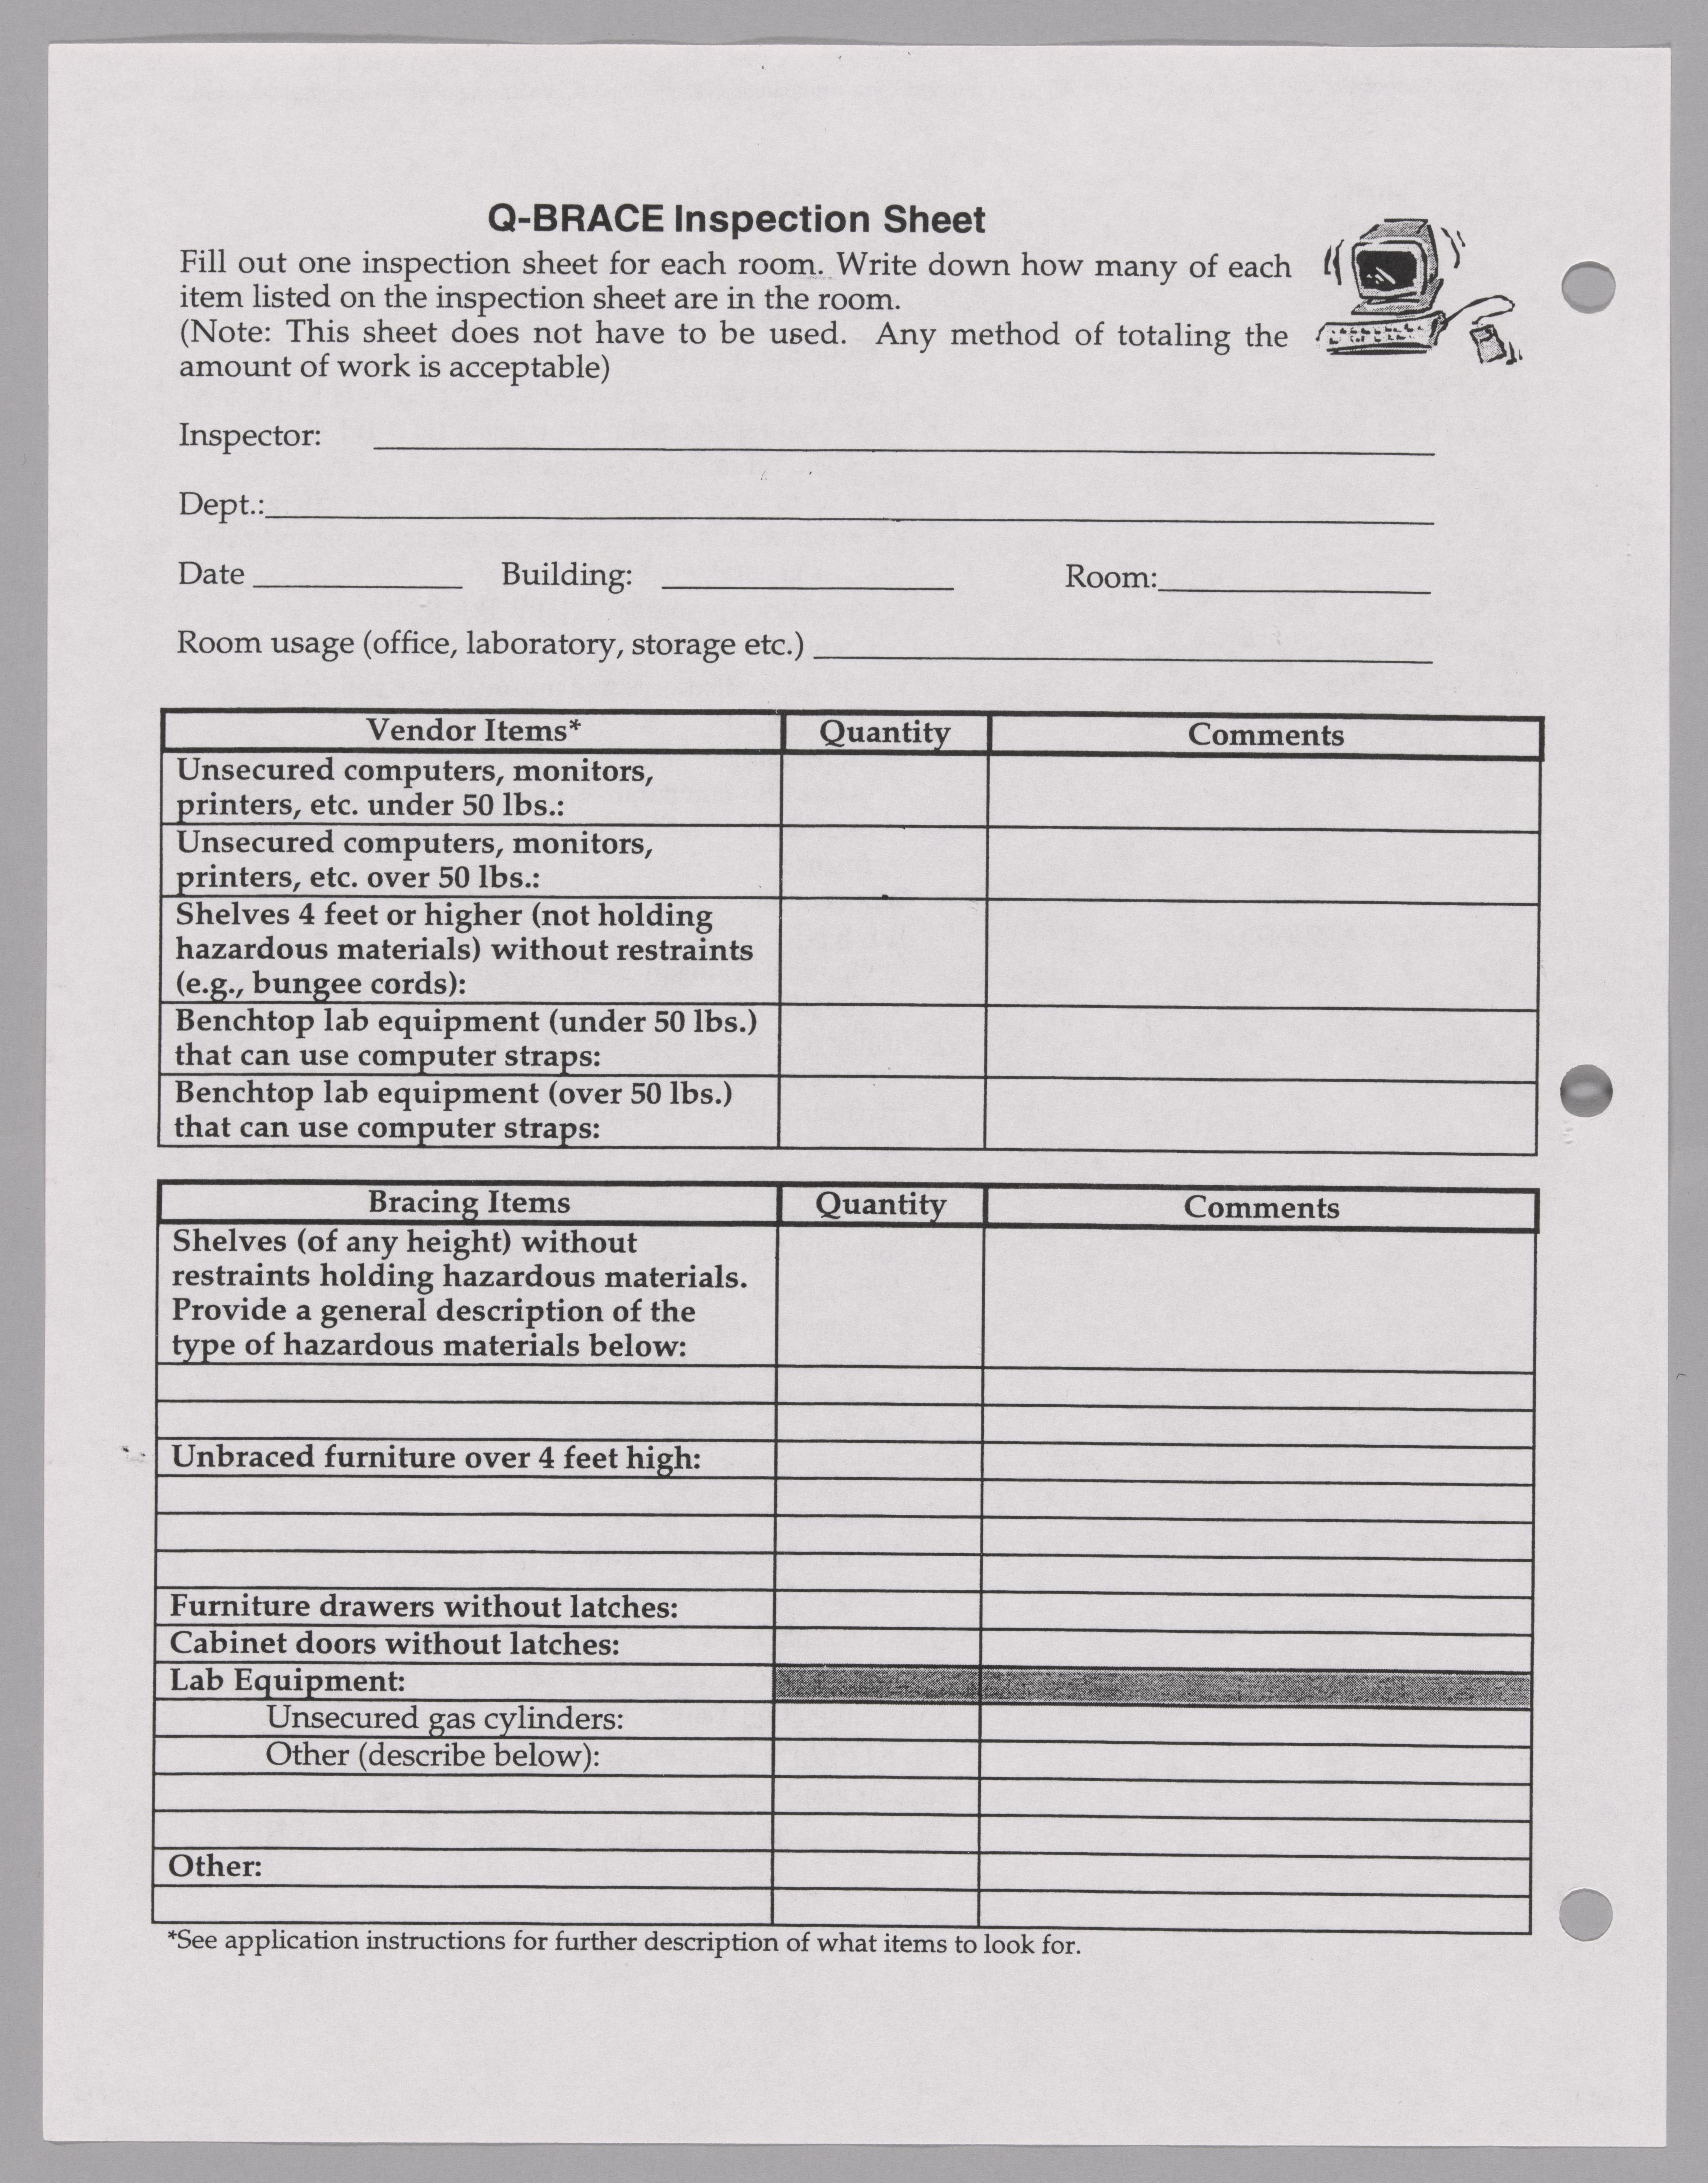 Q-BRACE Inspection Sheet
Fill out one inspection sheet for each room. Write down how many of each
item listed on the inspection sheet are in the room.
(Note: This sheet does not have to be used. Any method of totaling the
amount of work is acceptable)
Inspector:
Dept.:
Date Building: Room:
Room usage (office, laboratory, storage etc.)
Vendor Items* Quantity Comments
Unsecured computers, monitors,
printers, etc. under 50 lbs.:
Unsecured computers, monitors,
printers, etc. over 50 lbs.:
Shelves 4 feet or higher (not holding
hazardous materials) without restraints
(e.g., bungee cords):
Benchtop lab equipment (under 50 lbs.)
that can use computer straps:
Benchtop lab equipment (over 50 lbs.)
that can use computer straps:
Bracing Items Quantity Comments
Shelves (of any height) without
restraints holding hazardous materials.
Provide a general description of the
type of hazardous materials below:
Unbraced furniture over 4 feet high:
Furniture drawers without latches:
Cabinet doors without latches:
Lab Equipment:
Unsecured gas cylinders:
Other (describe below):
Other:
*See application instructions for further description of what items to look for.